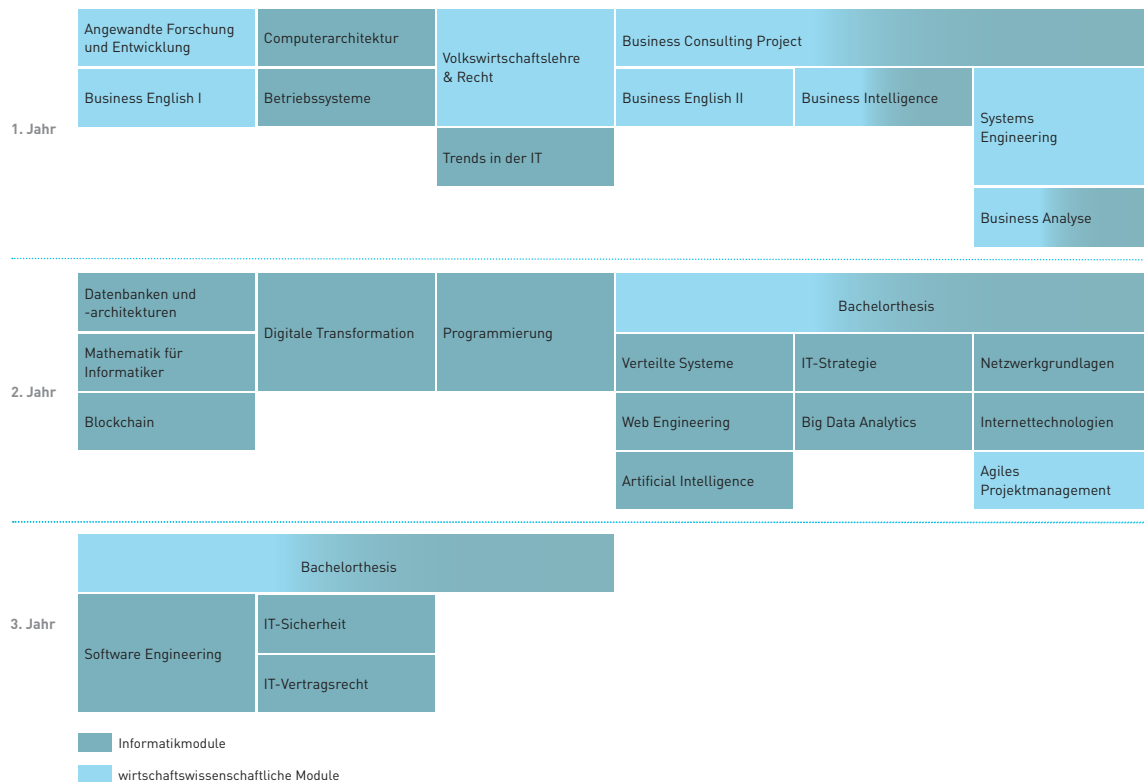 1. Jahr
Angewandte Forschung
und Entwicklung
Computerarchitektur
Volkswirtschaftslehre
& Recht
Business Consulting Project
Business English I
Betriebssysteme
Business English II
Business Intelligence
Systems
Engineering
Trends in der IT
Business Analyse
2. Jahr
Datenbanken und
-architekturen
Digitale Transformation
Programmierung
Bachelorthesis
Mathematik für
Informatiker
Verteilte Systeme
IT-Strategie
Netzwerkgrundlagen
Blockchain
Web Engineering
Big Data Analytics
Internettechnologien
Artificial Intelligence
Agiles
Projektmanagement
3. Jahr
Bachelorthesis
Software Engineering
IT-Sicherheit
IT-Vertragsrecht
Informatikmodule
wirtschaftswissenschaftliche Module